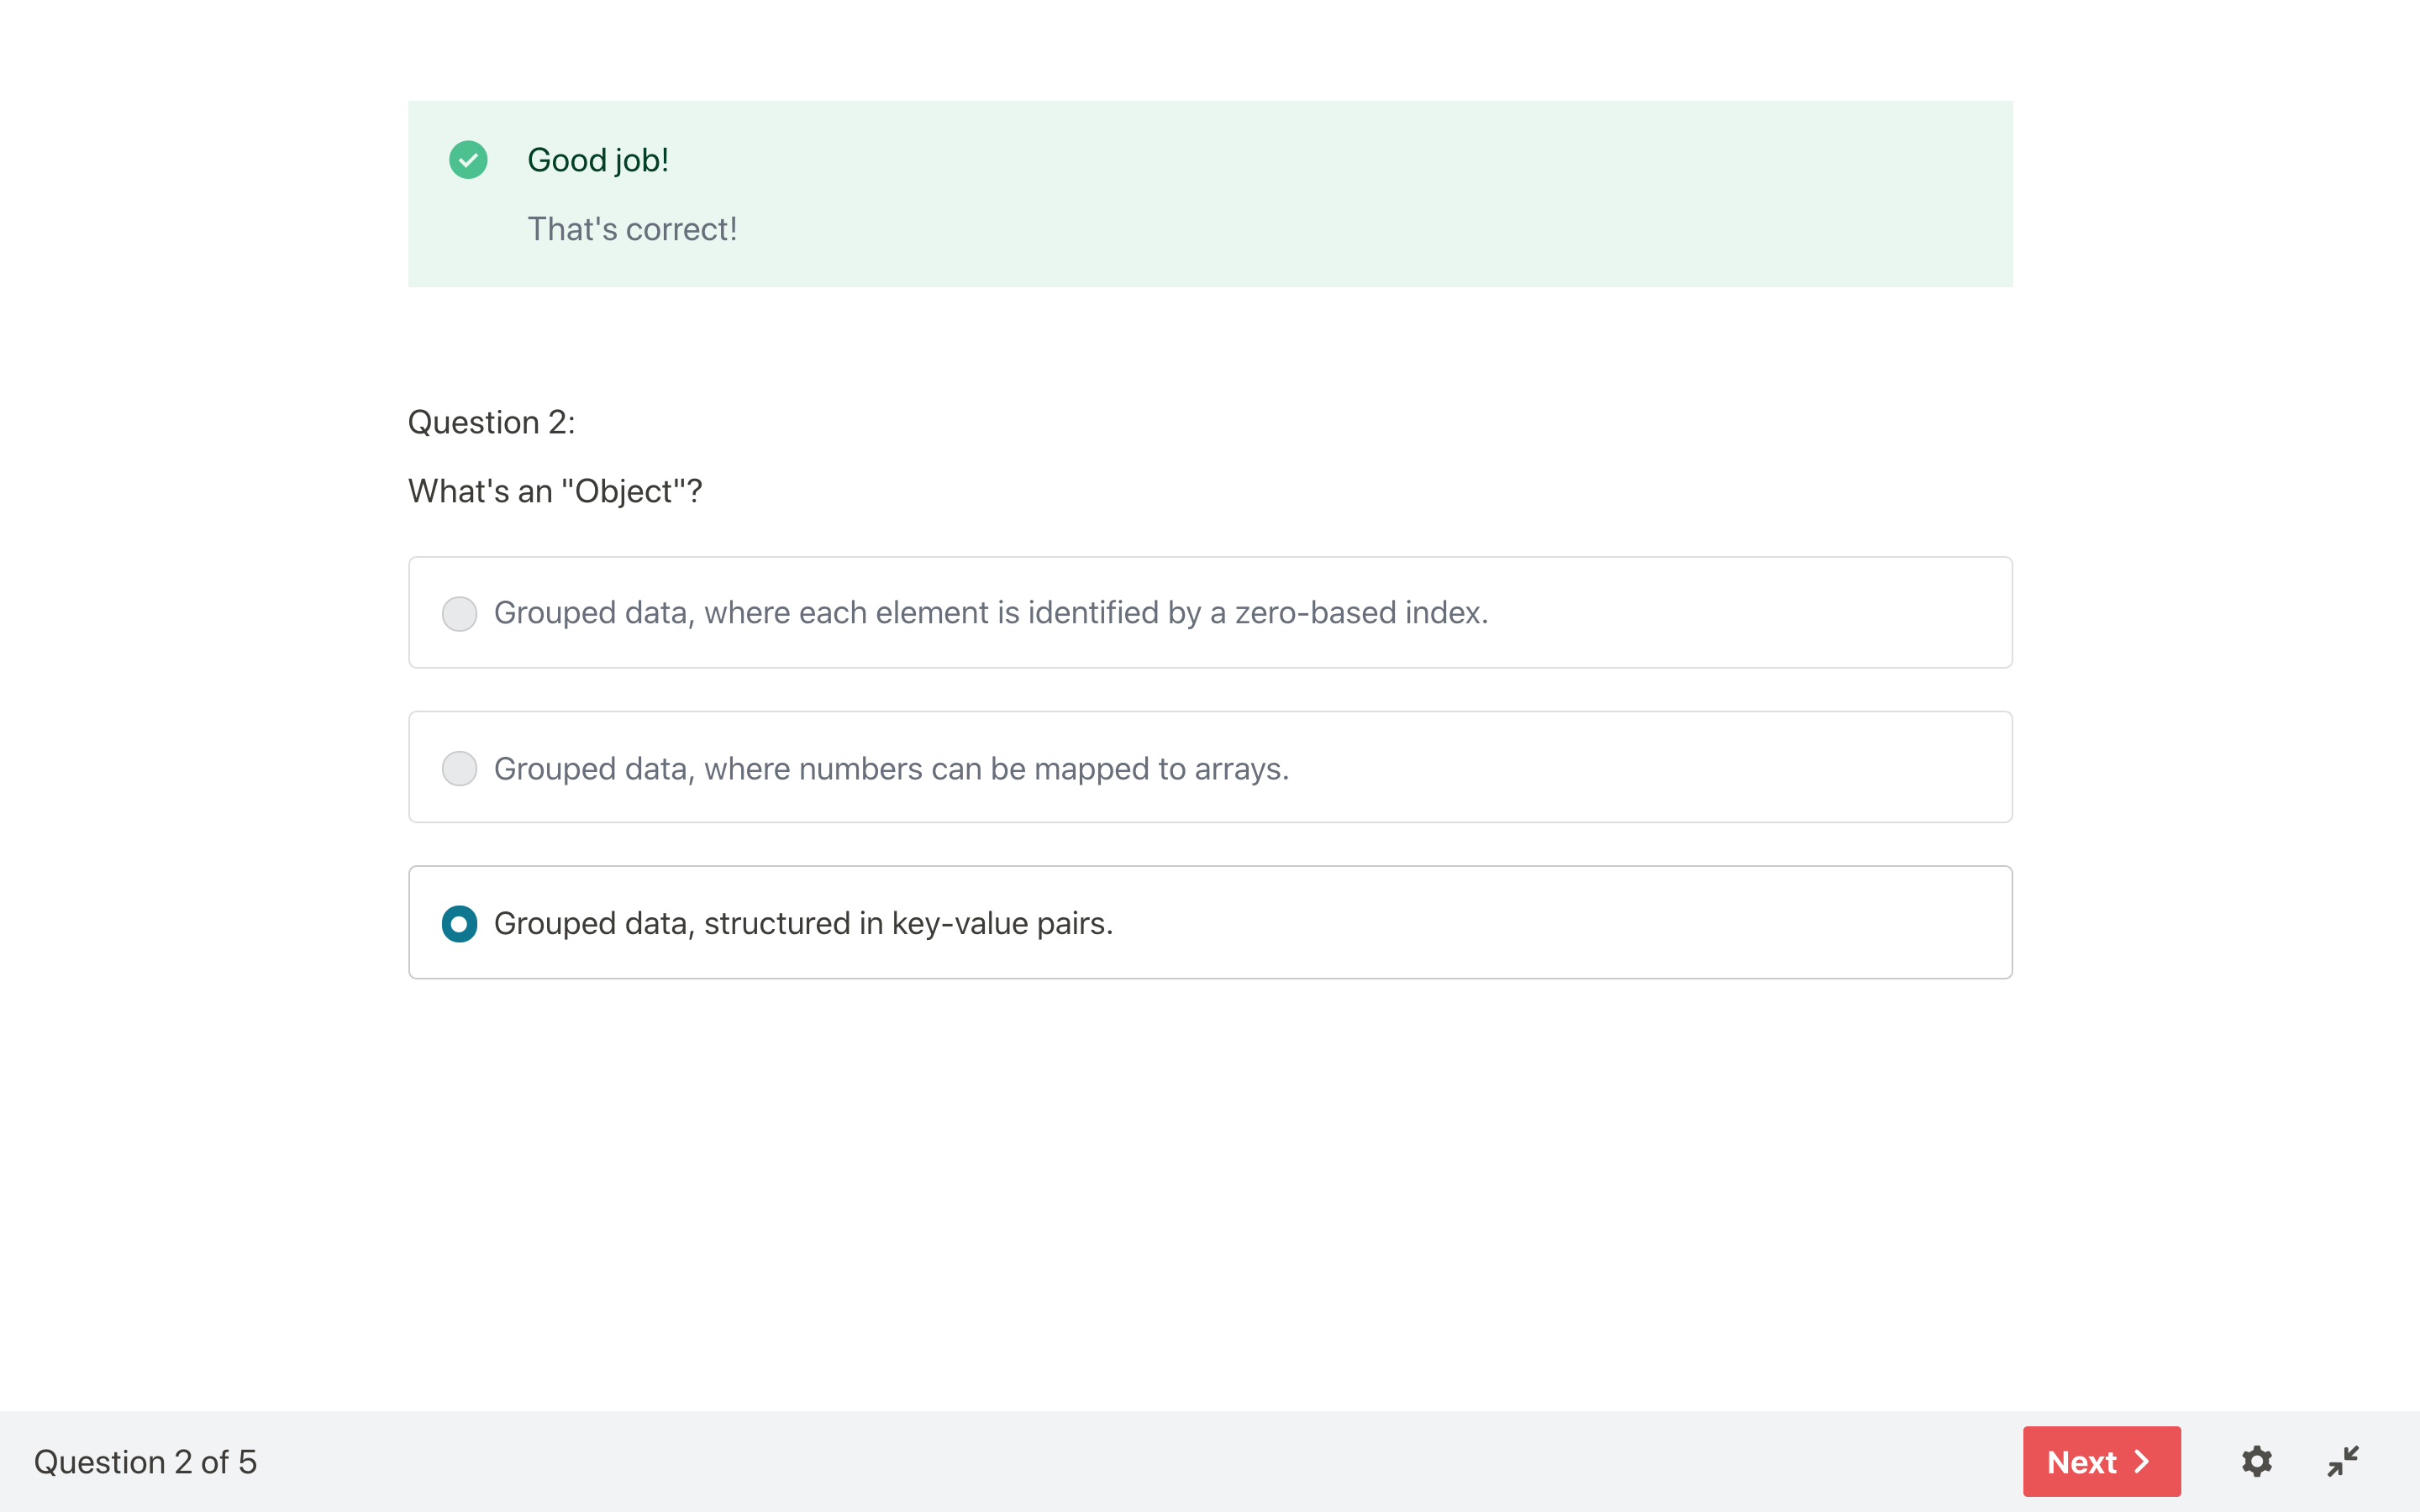 Good job!
That's correct!
Question 2:
What's an "Object"?
Grouped data, where each element is identified by a zero-based index.
Grouped data, where numbers can be mapped to arrays.
Grouped data, structured in key-value pairs.
Question 2 of 5
Next